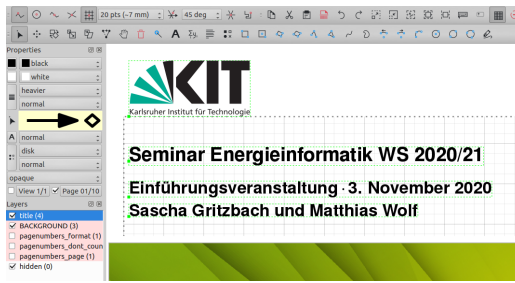 20 pts (~7 mm)
45 deg
A
Properties
black
white
heavier
normal
A
normal
disk
normal
opaque
View 1/1
Page 01/10
Layers
title (4)
BACKGROUND (3)
pagenumbers_format (1)
pagenumbers_dont_coun
pagenumbers_page (1)
hidden (0)
KIT
Karlsruher Institut für Technologie
Seminar Energieinformatik WS 2020/21
Einführungsveranstaltung · 3. November 2020
Sascha Gritzbach und Matthias Wolf